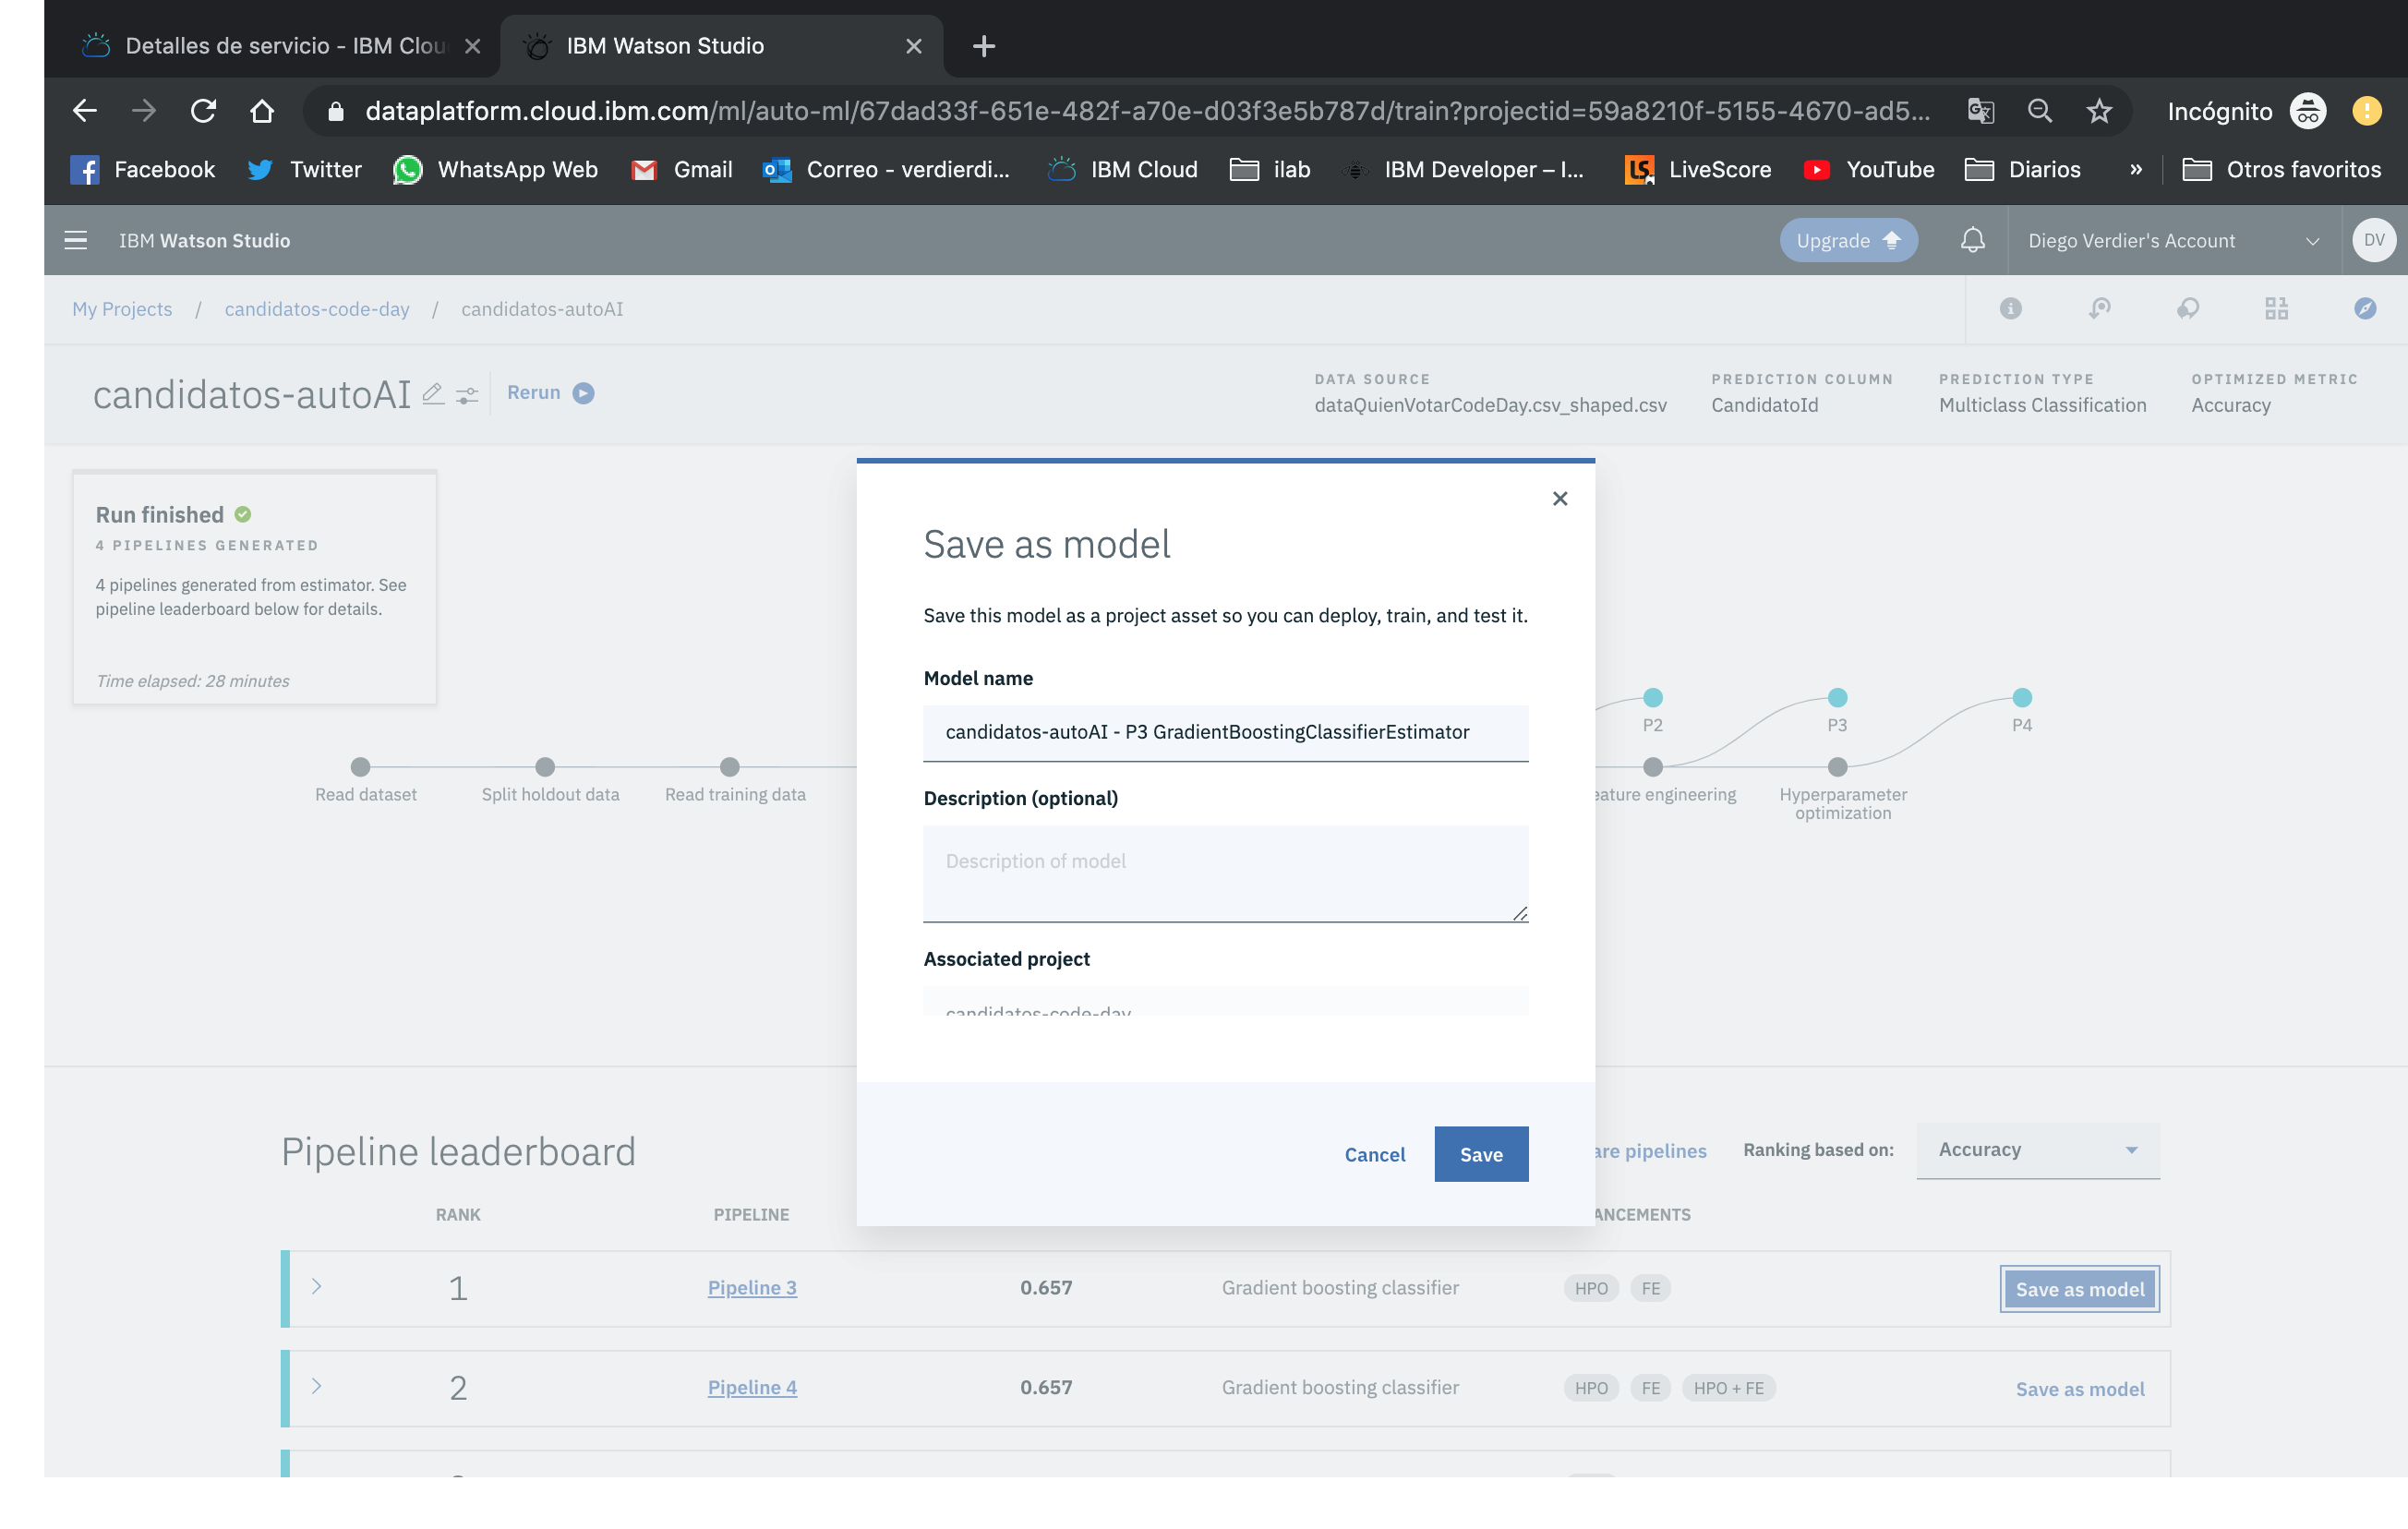 Detalles de servicio - IBM Clou
IBM Watson Studio
dataplatform.cloud.ibm.com/ml/auto-ml/67dad33f-651e-482f-a70e-d03f3e5b787d/train?projectid=59a8210f-5155-4670-ad5...
Incógnito
Facebook
Twitter
WhatsApp Web
Gmail
Correo - verdierdi...
IBM Cloud
ilab
IBM Developer – I...
LiveScore
YouTube
Diarios
»
Otros favoritos
IBM Watson Studio
Upgrade
Diego Verdier's Account
DV
My Projects / candidatos-code-day / candidatos-autoAI
candidatos-autoAI
Rerun
DATA SOURCE
dataQuienVotarCodeDay.csv_shaped.csv
PREDICTION COLUMN
CandidatoId
PREDICTION TYPE
Multiclass Classification
OPTIMIZED METRIC
Accuracy
Run finished
4 PIPELINES GENERATED
4 pipelines generated from estimator. See
pipeline leaderboard below for details.
Time elapsed: 28 minutes
Read dataset
Split holdout data
Read training data
P2
P3
P4
eature engineering
Hyperparameter
optimization
Save as model
Save this model as a project asset so you can deploy, train, and test it.
Model name
candidatos-autoAI - P3 GradientBoostingClassifierEstimator
Description (optional)
Description of model
Associated project
candidatos-code-day
Cancel
Save
Pipeline leaderboard
are pipelines
Ranking based on:
Accuracy
RANK
PIPELINE
ANCEMENTS
1
Pipeline 3
0.657
Gradient boosting classifier
HPO
FE
Save as model
2
Pipeline 4
0.657
Gradient boosting classifier
HPO
FE
HPO + FE
Save as model